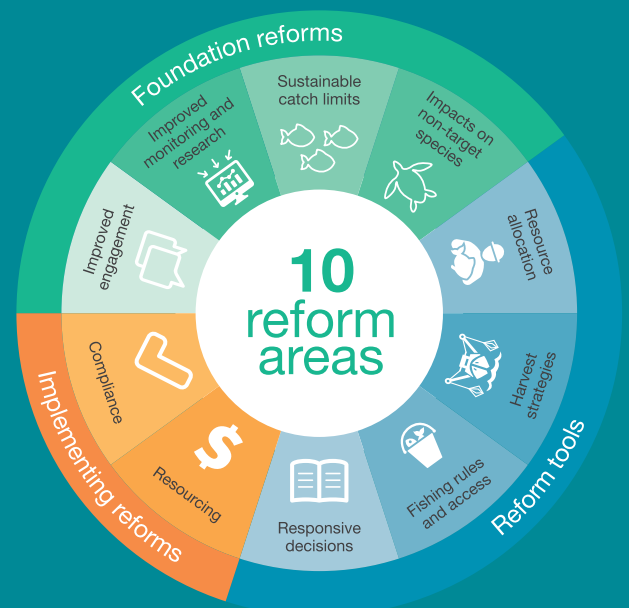 Foundation reforms
Improved
monitoring and
research
Sustainable
catch limits
Impacts on
non-target
species
Improved
engagement
Resource
allocation
10
reform
areas
Compliance
Harvest
strategies
Implementing reforms
Resourcing
$
Fishing rules
and access
Reform tools
Responsive
decisions